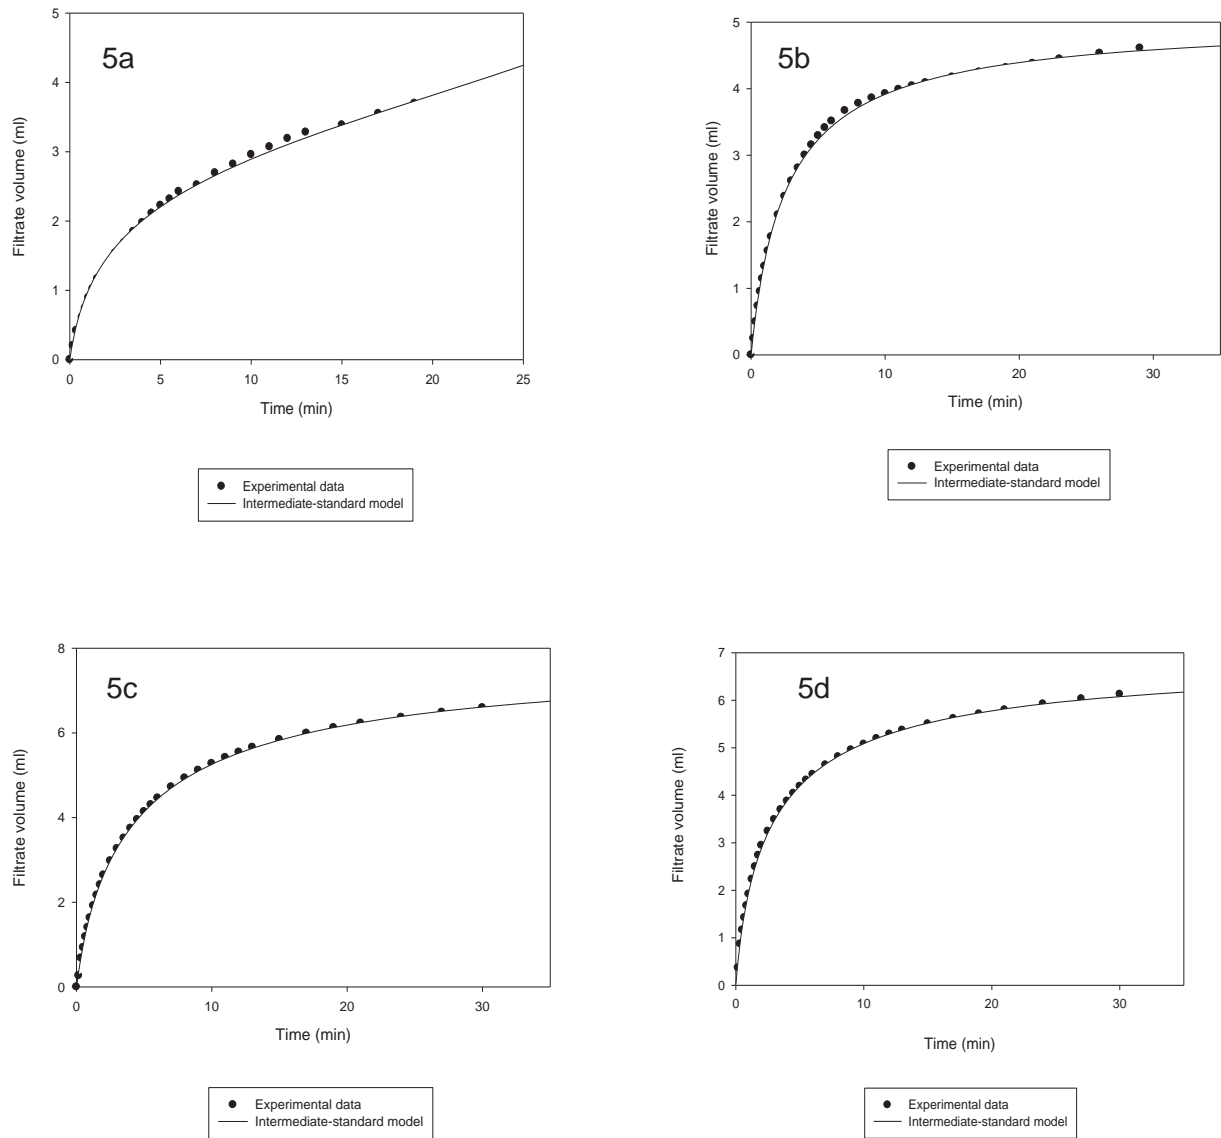 5a
Filtrate volume (ml)
5
4
3
2
1
0
0 5 10 15 20 25
Time (min)
Experimental data
Intermediate-standard model
5b
Filtrate volume (ml)
5
4
3
2
1
0
0 10 20 30
Time (min)
Experimental data
Intermediate-standard model
5c
Filtrate volume (ml)
8
6
4
2
0
0 10 20 30
Time (min)
Experimental data
Intermediate-standard model
5d
Filtrate volume (ml)
7
6
5
4
3
2
1
0
0 10 20 30
Time (min)
Experimental data
Intermediate-standard model